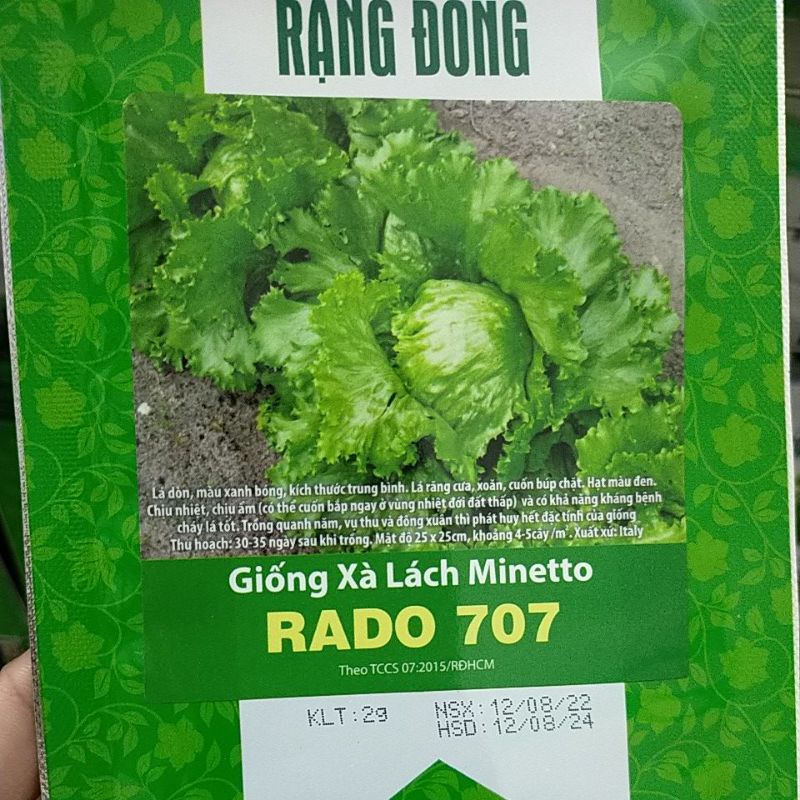 RẠNG ĐÔNG
Lá dòn, màu xanh bóng, kích thước trung bình. Lá răng cưa, xoăn, cuốn búp chặt. Hạt màu đen.
Chịu nhiệt, chịu ẩm (có thể cuốn bắp ngay ở vùng nhiệt đới đất thấp) và có khả năng kháng bệnh
cháy lá tốt. Trồng quanh năm, vụ thu và đông xuân thì phát huy hết đặc tính của giống
Thu hoạch: 30-35 ngày sau khi trồng. Mật độ 25 x 25cm, khoảng 4-5cây/m². Xuất xứ: Italy
Giống Xà Lách Minetto
RADO 707
Theo TCCS 07:2015/RĐHCM
KLT:2g NSX:12/08/22
HSD:12/08/24